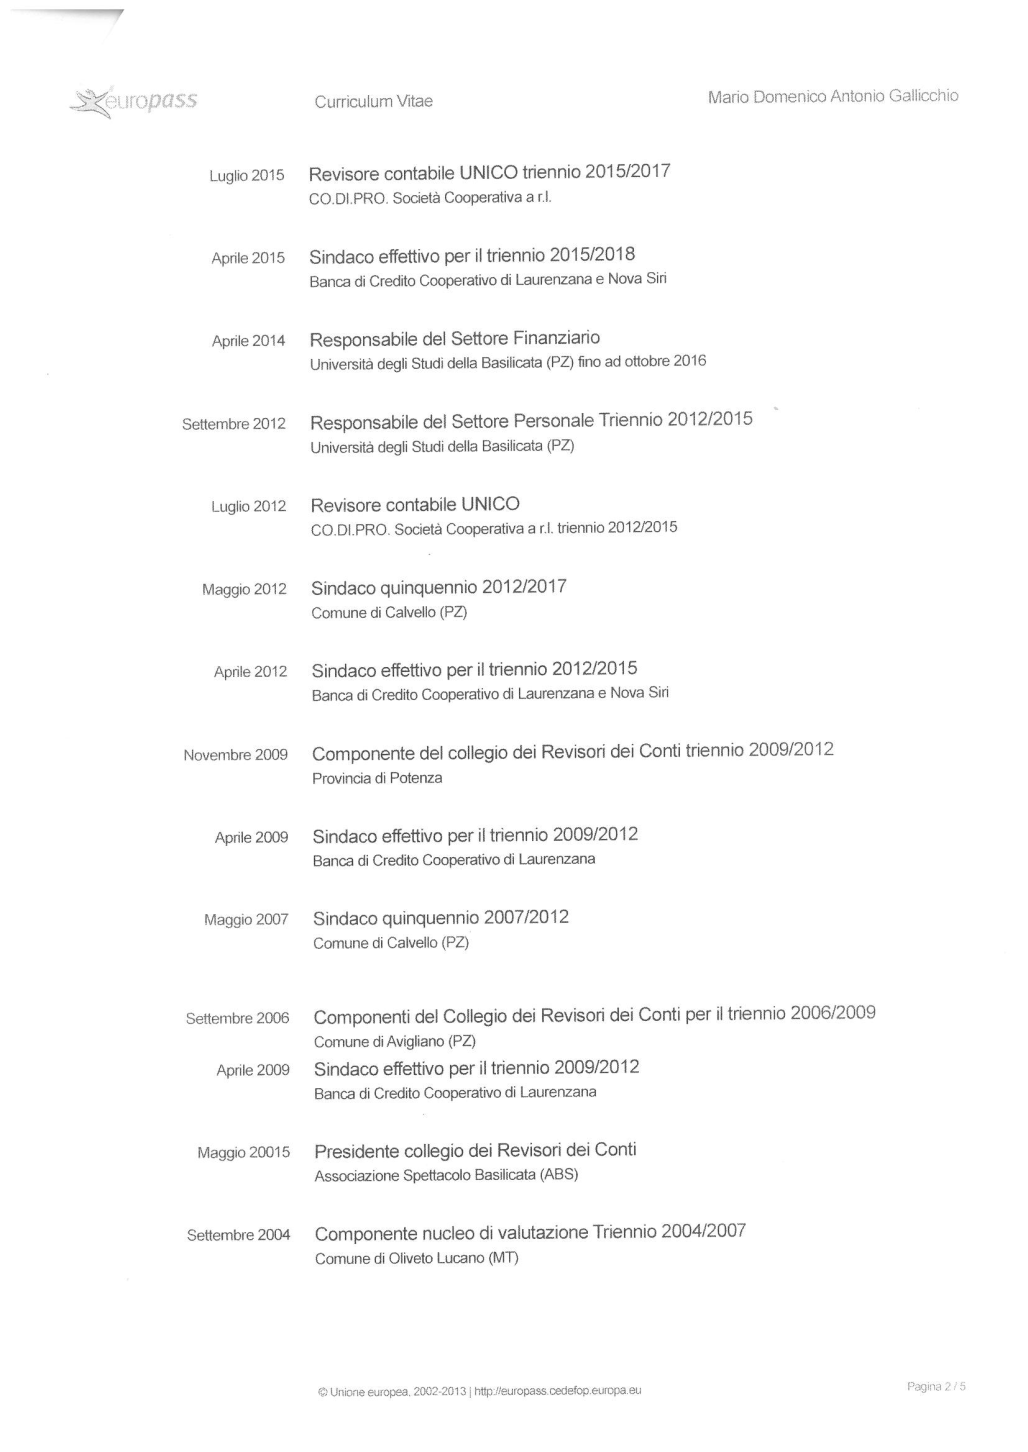 europass
Curriculum Vitae
Mario Domenico Antonio Gallicchio
Luglio 2015 Revisore contabile UNICO triennio 2015/2017
CO.DI.PRO. Società Cooperativa a r.l.
Aprile 2015 Sindaco effettivo per il triennio 2015/2018
Banca di Credito Cooperativo di Laurenzana e Nova Siri
Aprile 2014 Responsabile del Settore Finanziario
Università degli Studi della Basilicata (PZ) fino ad ottobre 2016
Settembre 2012 Responsabile del Settore Personale Triennio 2012/2015
Università degli Studi della Basilicata (PZ)
Luglio 2012 Revisore contabile UNICO
CO.DI.PRO. Società Cooperativa a r.l. triennio 2012/2015
Maggio 2012 Sindaco quinquennio 2012/2017
Comune di Calvello (PZ)
Aprile 2012 Sindaco effettivo per il triennio 2012/2015
Banca di Credito Cooperativo di Laurenzana e Nova Siri
Novembre 2009 Componente del collegio dei Revisori dei Conti triennio 2009/2012
Provincia di Potenza
Aprile 2009 Sindaco effettivo per il triennio 2009/2012
Banca di Credito Cooperativo di Laurenzana
Maggio 2007 Sindaco quinquennio 2007/2012
Comune di Calvello (PZ)
Settembre 2006 Componenti del Collegio dei Revisori dei Conti per il triennio 2006/2009
Comune di Avigliano (PZ)
Aprile 2009 Sindaco effettivo per il triennio 2009/2012
Banca di Credito Cooperativo di Laurenzana
Maggio 20015 Presidente collegio dei Revisori dei Conti
Associazione Spettacolo Basilicata (ABS)
Settembre 2004 Componente nucleo di valutazione Triennio 2004/2007
Comune di Oliveto Lucano (MT)
© Unione europea, 2002-2013 | http://europass.cedefop.europa.eu
Pagina 2 / 5